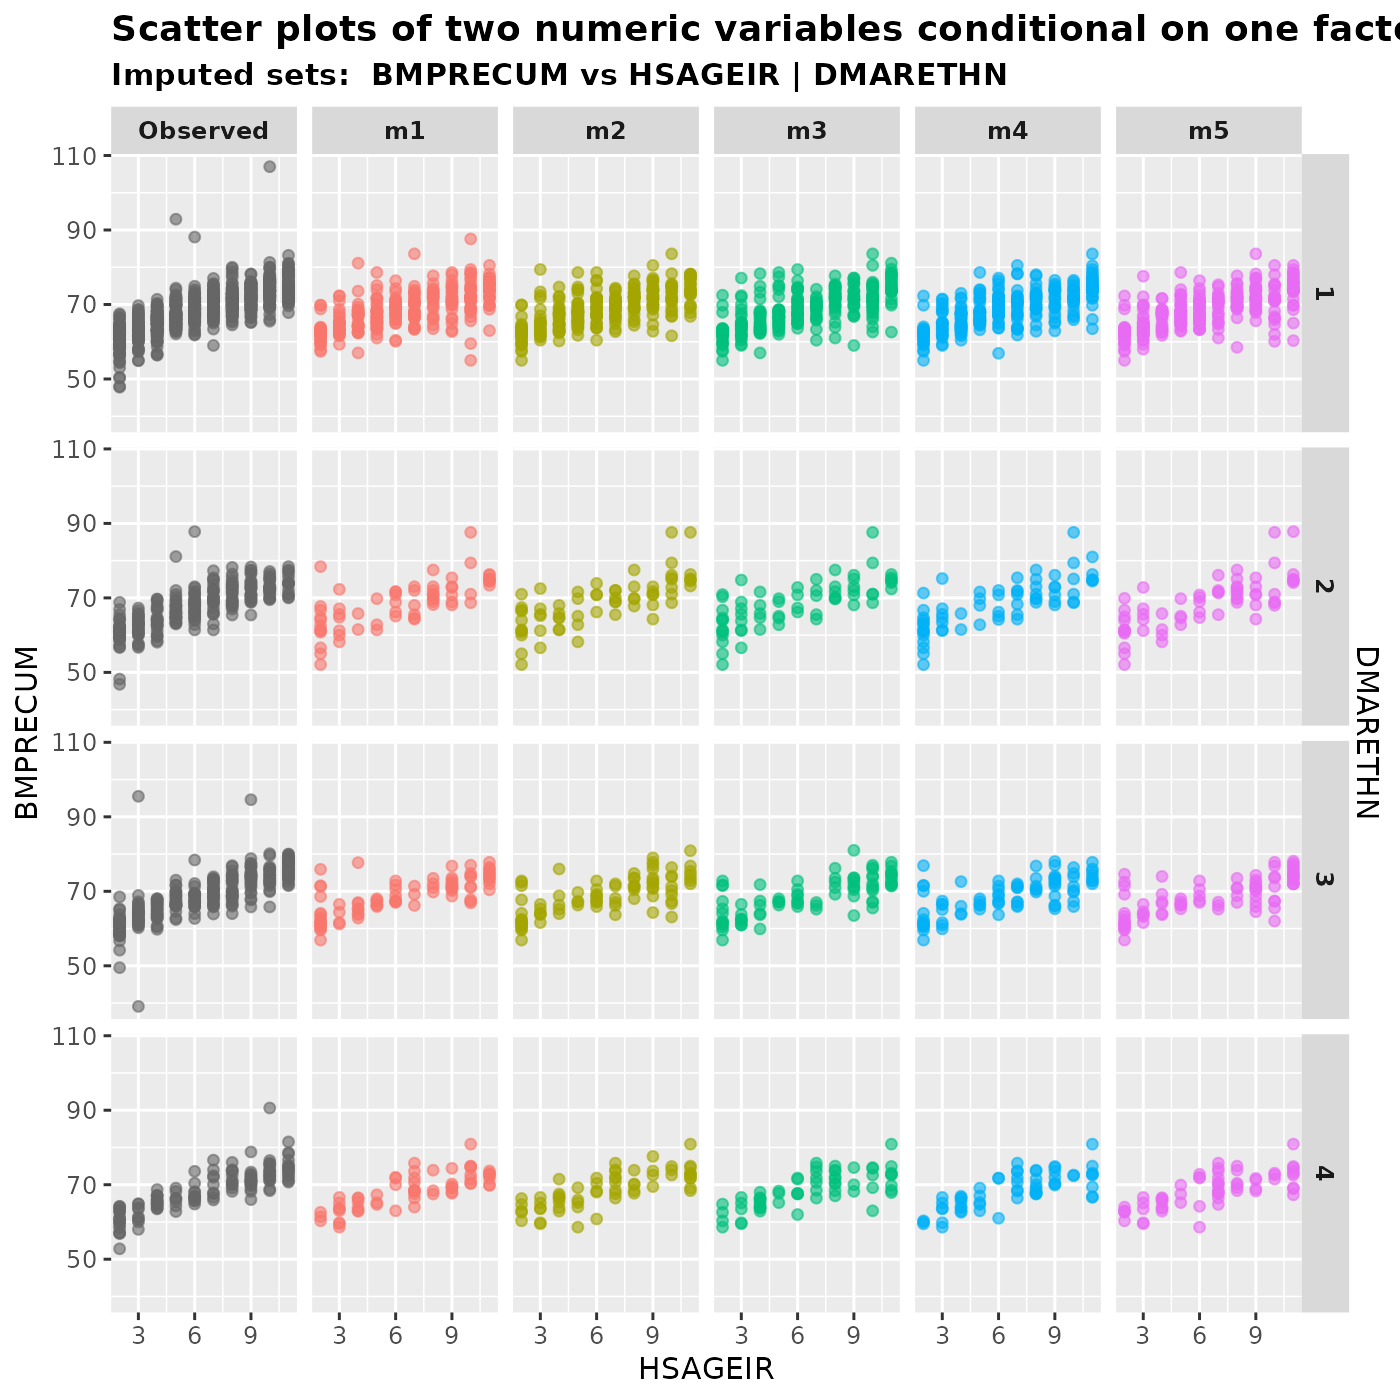 Scatter plots of two numeric variables conditional on one facto
Imputed sets:  BMPRECUM vs HSAGEIR | DMARETHN
Observed m1 m2 m3 m4 m5
110
90
70
50
1
110
90
70
50
2
110
90
70
50
3
110
90
70
50
4
BMPRECUM
DMARETHN
3 6 9 3 6 9 3 6 9 3 6 9 3 6 9 3 6 9
HSAGEIR